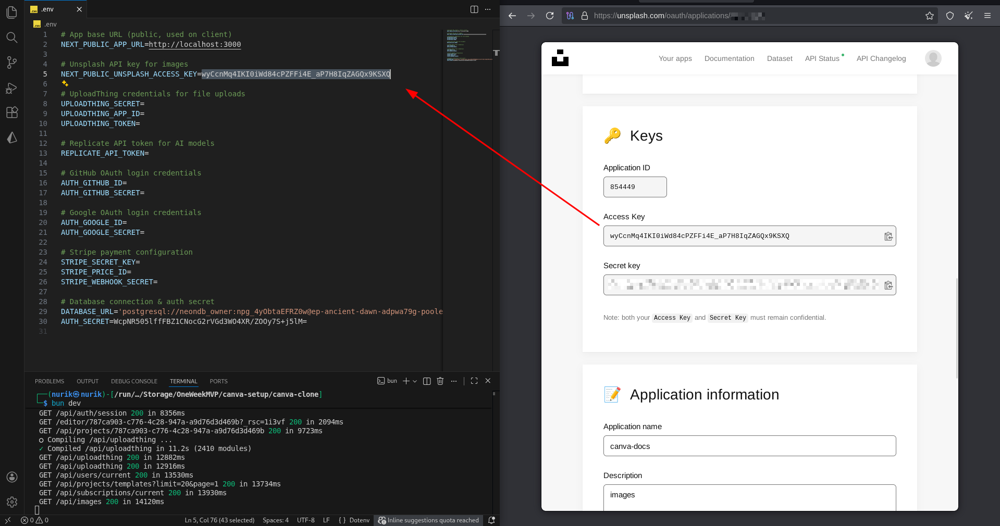 .env
.env
1 # App base URL (public, used on client)
2 NEXT_PUBLIC_APP_URL=http://localhost:3000
3
4 # Unsplash API key for images
5 NEXT_PUBLIC_UNSPLASH_ACCESS_KEY=wyCcnMq4IKI0iWd84cPZFFi4E_aP7H8IqZAGQx9KSXQ
6
7 # UploadThing credentials for file uploads
8 UPLOADTHING_SECRET=
9 UPLOADTHING_APP_ID=
10 UPLOADTHING_TOKEN=
11
12 # Replicate API token for AI models
13 REPLICATE_API_TOKEN=
14
15 # GitHub OAuth login credentials
16 AUTH_GITHUB_ID=
17 AUTH_GITHUB_SECRET=
18
19 # Google OAuth login credentials
20 AUTH_GOOGLE_ID=
21 AUTH_GOOGLE_SECRET=
22
23 # Stripe payment configuration
24 STRIPE_SECRET_KEY=
25 STRIPE_PRICE_ID=
26 STRIPE_WEBHOOK_SECRET=
27
28 # Database connection & auth secret
29 DATABASE_URL='postgresql://neondb_owner:npg_4yObtaEFRZ0w@ep-ancient-dawn-adpwa79g-poole
30 AUTH_SECRET=WcpNR505lffFBZ1CNocG2rVGd3WO4XR/ZOOy7S+j5lM=
31
PROBLEMS OUTPUT DEBUG CONSOLE TERMINAL PORTS bun
(nurik㉿nurik)-[/run/…/Storage/OneWeekMVP/canva-setup/canva-clone]
$ bun dev
GET /api/auth/session 200 in 8356ms
GET /editor/787ca903-c776-4c28-947a-a9d76d3d469b?_rsc=1i3vf 200 in 2094ms
GET /api/projects/787ca903-c776-4c28-947a-a9d76d3d469b 200 in 9723ms
○ Compiling /api/uploadthing ...
✓ Compiled /api/uploadthing in 11.2s (2410 modules)
GET /api/uploadthing 200 in 12882ms
GET /api/uploadthing 200 in 12916ms
GET /api/users/current 200 in 13530ms
GET /api/projects/templates?limit=20&page=1 200 in 13734ms
GET /api/subscriptions/current 200 in 13930ms
GET /api/images 200 in 14120ms
0 0 Ln 5, Col 76 (43 selected) Spaces: 4 UTF-8 LF { } Dotenv Inline suggestions quota reached
https://unsplash.com/oauth/applications/
Your apps Documentation Dataset API Status API Changelog
Keys
Application ID
854449
Access Key
wyCcnMq4IKI0iWd84cPZFFi4E_aP7H8IqZAGQx9KSXQ
Secret key
Note: both your Access Key and Secret Key must remain confidential.
Application information
Application name
canva-docs
Description
images